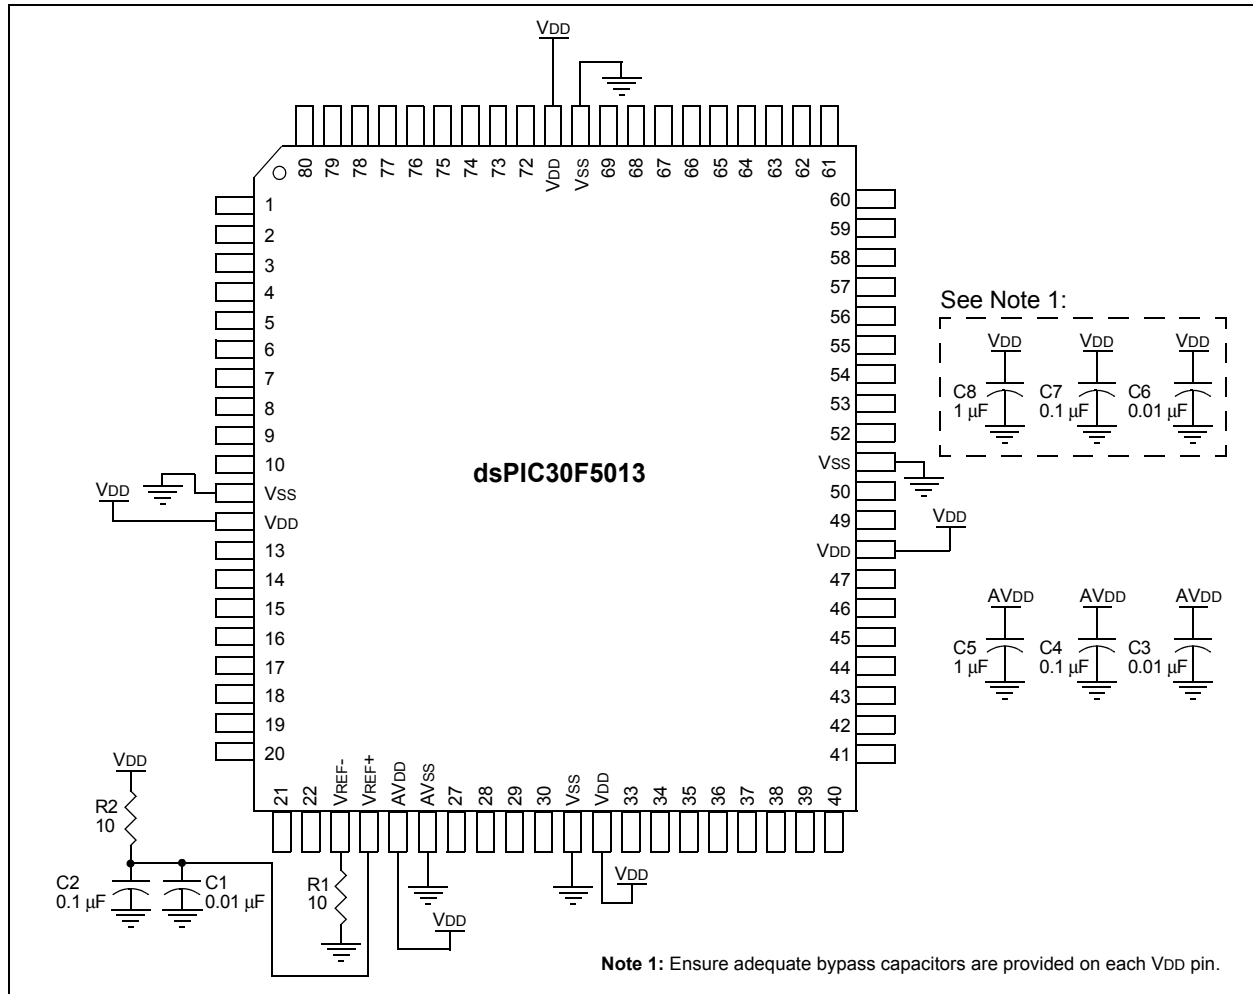 VDD
80 79 78 77 76 75 74 73 72 VDD VSS 69 68 67 66 65 64 63 62 61
1
2
3
4
5
6
7
8
9
10
VSS
VDD
13
14
15
16
17
18
19
20
VDD
dsPIC30F5013
60
59
58
57
56
55
54
53
52
VSS
50
49
VDD
47
46
45
44
43
42
41
VDD
See Note 1:
VDD VDD VDD
C8 C7 C6
1 µF 0.1 µF 0.01 µF
AVDD AVDD AVDD
C5 C4 C3
1 µF 0.1 µF 0.01 µF
21 22 VREF- VREF+ AVDD AVSS 27 28 29 30 VSS VDD 33 34 35 36 37 38 39 40
VDD
R2
10
C2 C1
0.1 µF 0.01 µF
R1
10
VDD
VDD
Note 1: Ensure adequate bypass capacitors are provided on each VDD pin.